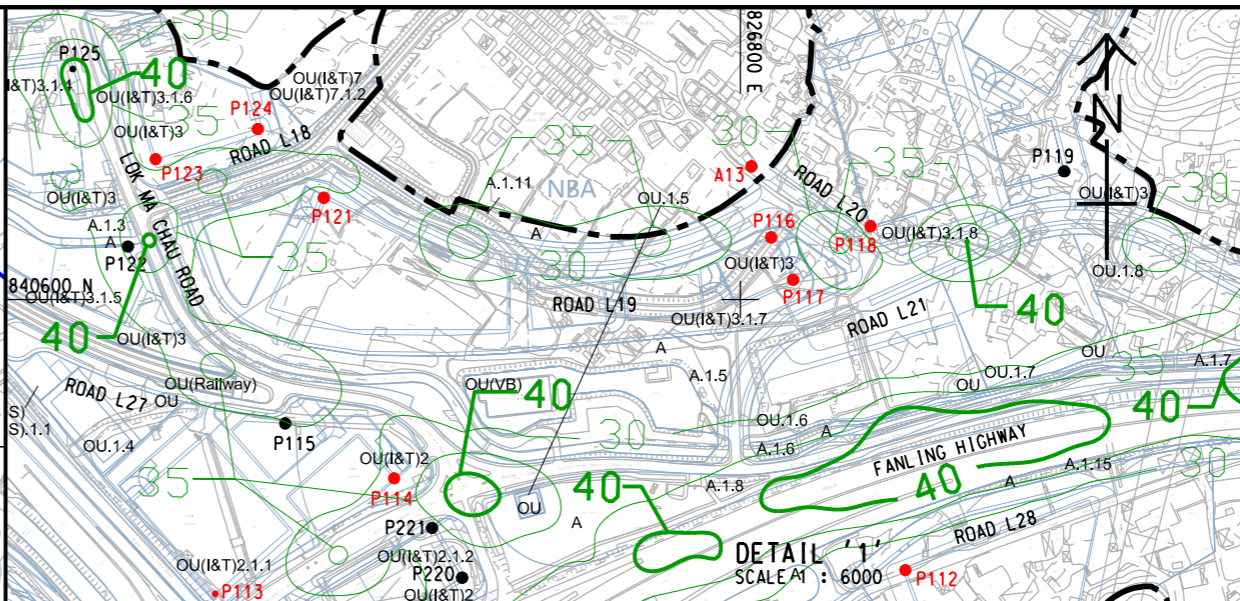 30
P125
40
I&T)3.1.4
OU(I&T)3.1.6
35
OU(I&T)7
OU(I&T)7.1.2
P124
OU(I&T)3
P123
ROAD L18
826800 E
30
35
35
A13
P119
N
OU(I&T)3
30
OU(I&T)3
LOK MA CHAU ROAD
P121
A.1.11
NBA
OU.1.5
ROAD L20
A.1.3
A
P122
35
A
30
P116
P118
OU(I&T)3.1.8
OU(I&T)3
P117
OU.1.8
840600 N
OU(I&T)3.1.5
40
OU(I&T)3
ROAD L19
OU(I&T)3.1.7
ROAD L21
40
A
OU
35
A.1.7
ROAD L27
OU(Railway)
OU
S)
S).1.1
OU(VB)
40
A.1.5
OU
OU.1.7
40
OU.1.4
P115
30
OU.1.6
A
A.1.6
FANLING HIGHWAY
35
OU(I&T)2
P114
40
A.1.8
40
A.1.15
30
A
OU
A
P221
ROAD L28
OU(I&T)2.1.2
OU(I&T)2.1.1
P220
OU(I&T)2
P113
DETAIL '1'
SCALE A1 : 6000
P112